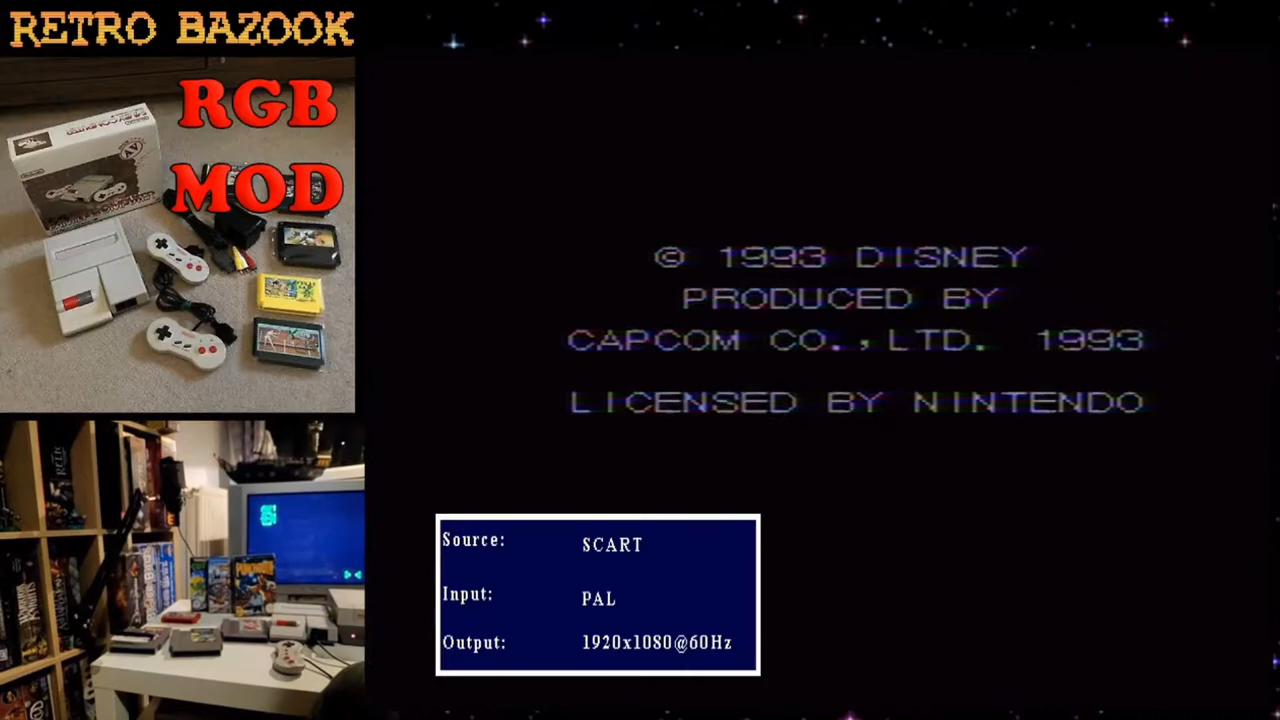 RETRO BAZOOK
RGB
MOD
© 1993 DISNEY
PRODUCED BY
CAPCOM CO.,LTD. 1993
LICENSED BY NINTENDO
Source: SCART
Input: PAL
Output: 1920x1080@60Hz